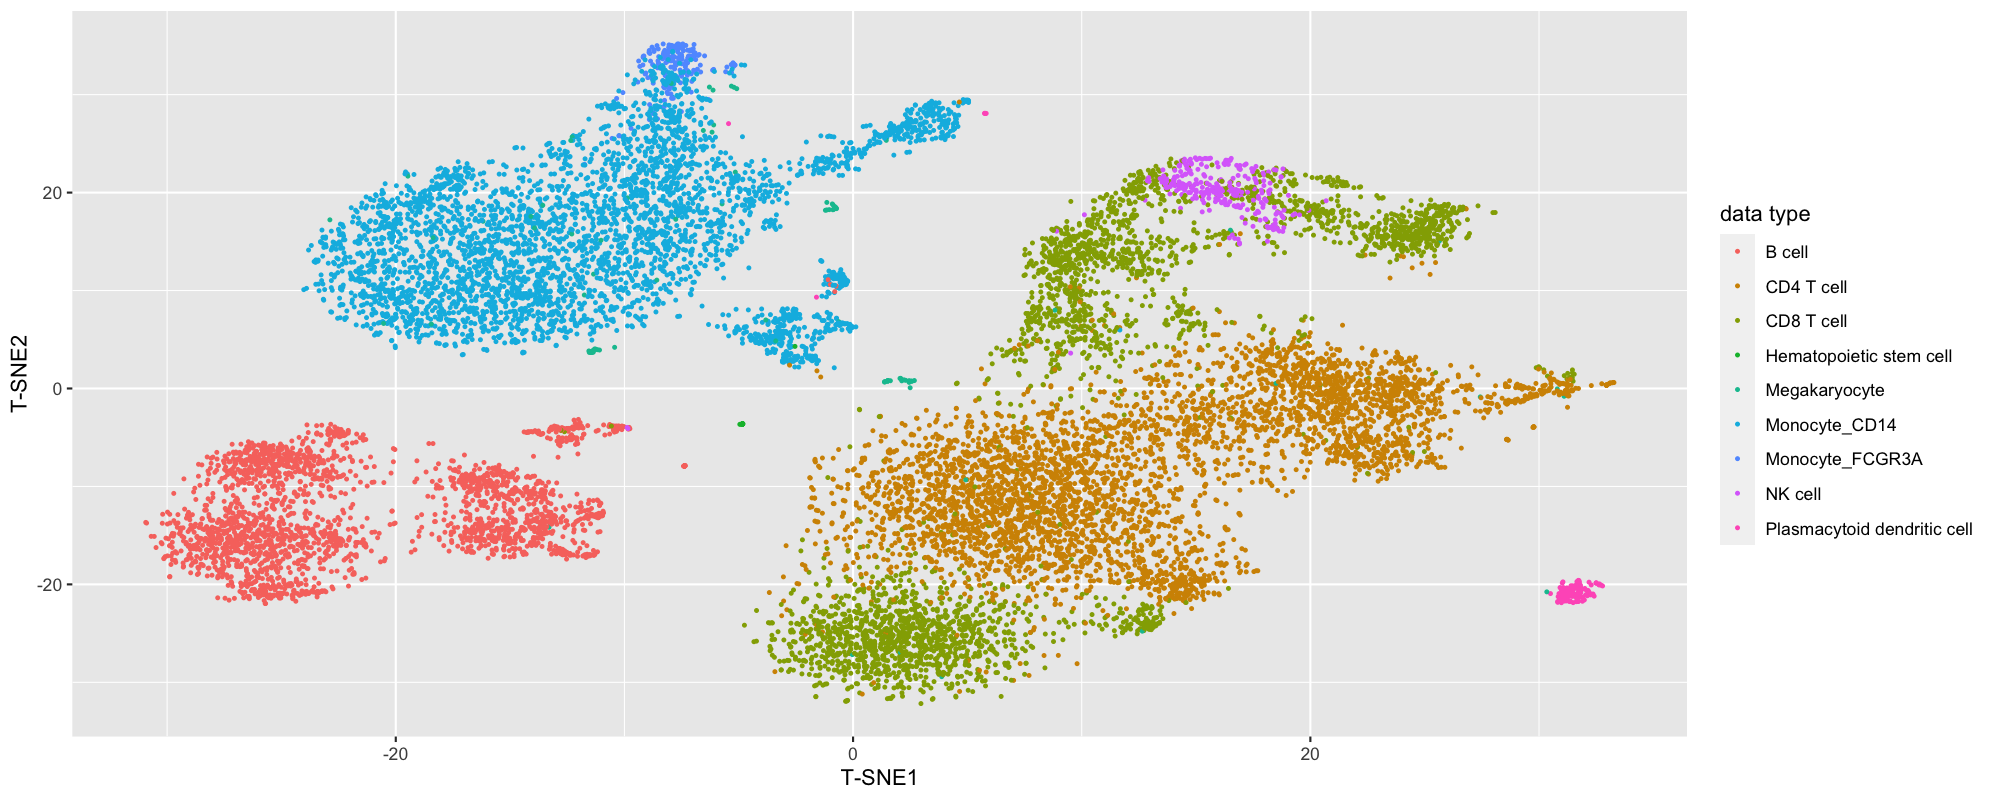 20
0
-20
T-SNE2
-20
0
20
T-SNE1
data type
B cell
CD4 T cell
CD8 T cell
Hematopoietic stem cell
Megakaryocyte
Monocyte_CD14
Monocyte_FCGR3A
NK cell
Plasmacytoid dendritic cell